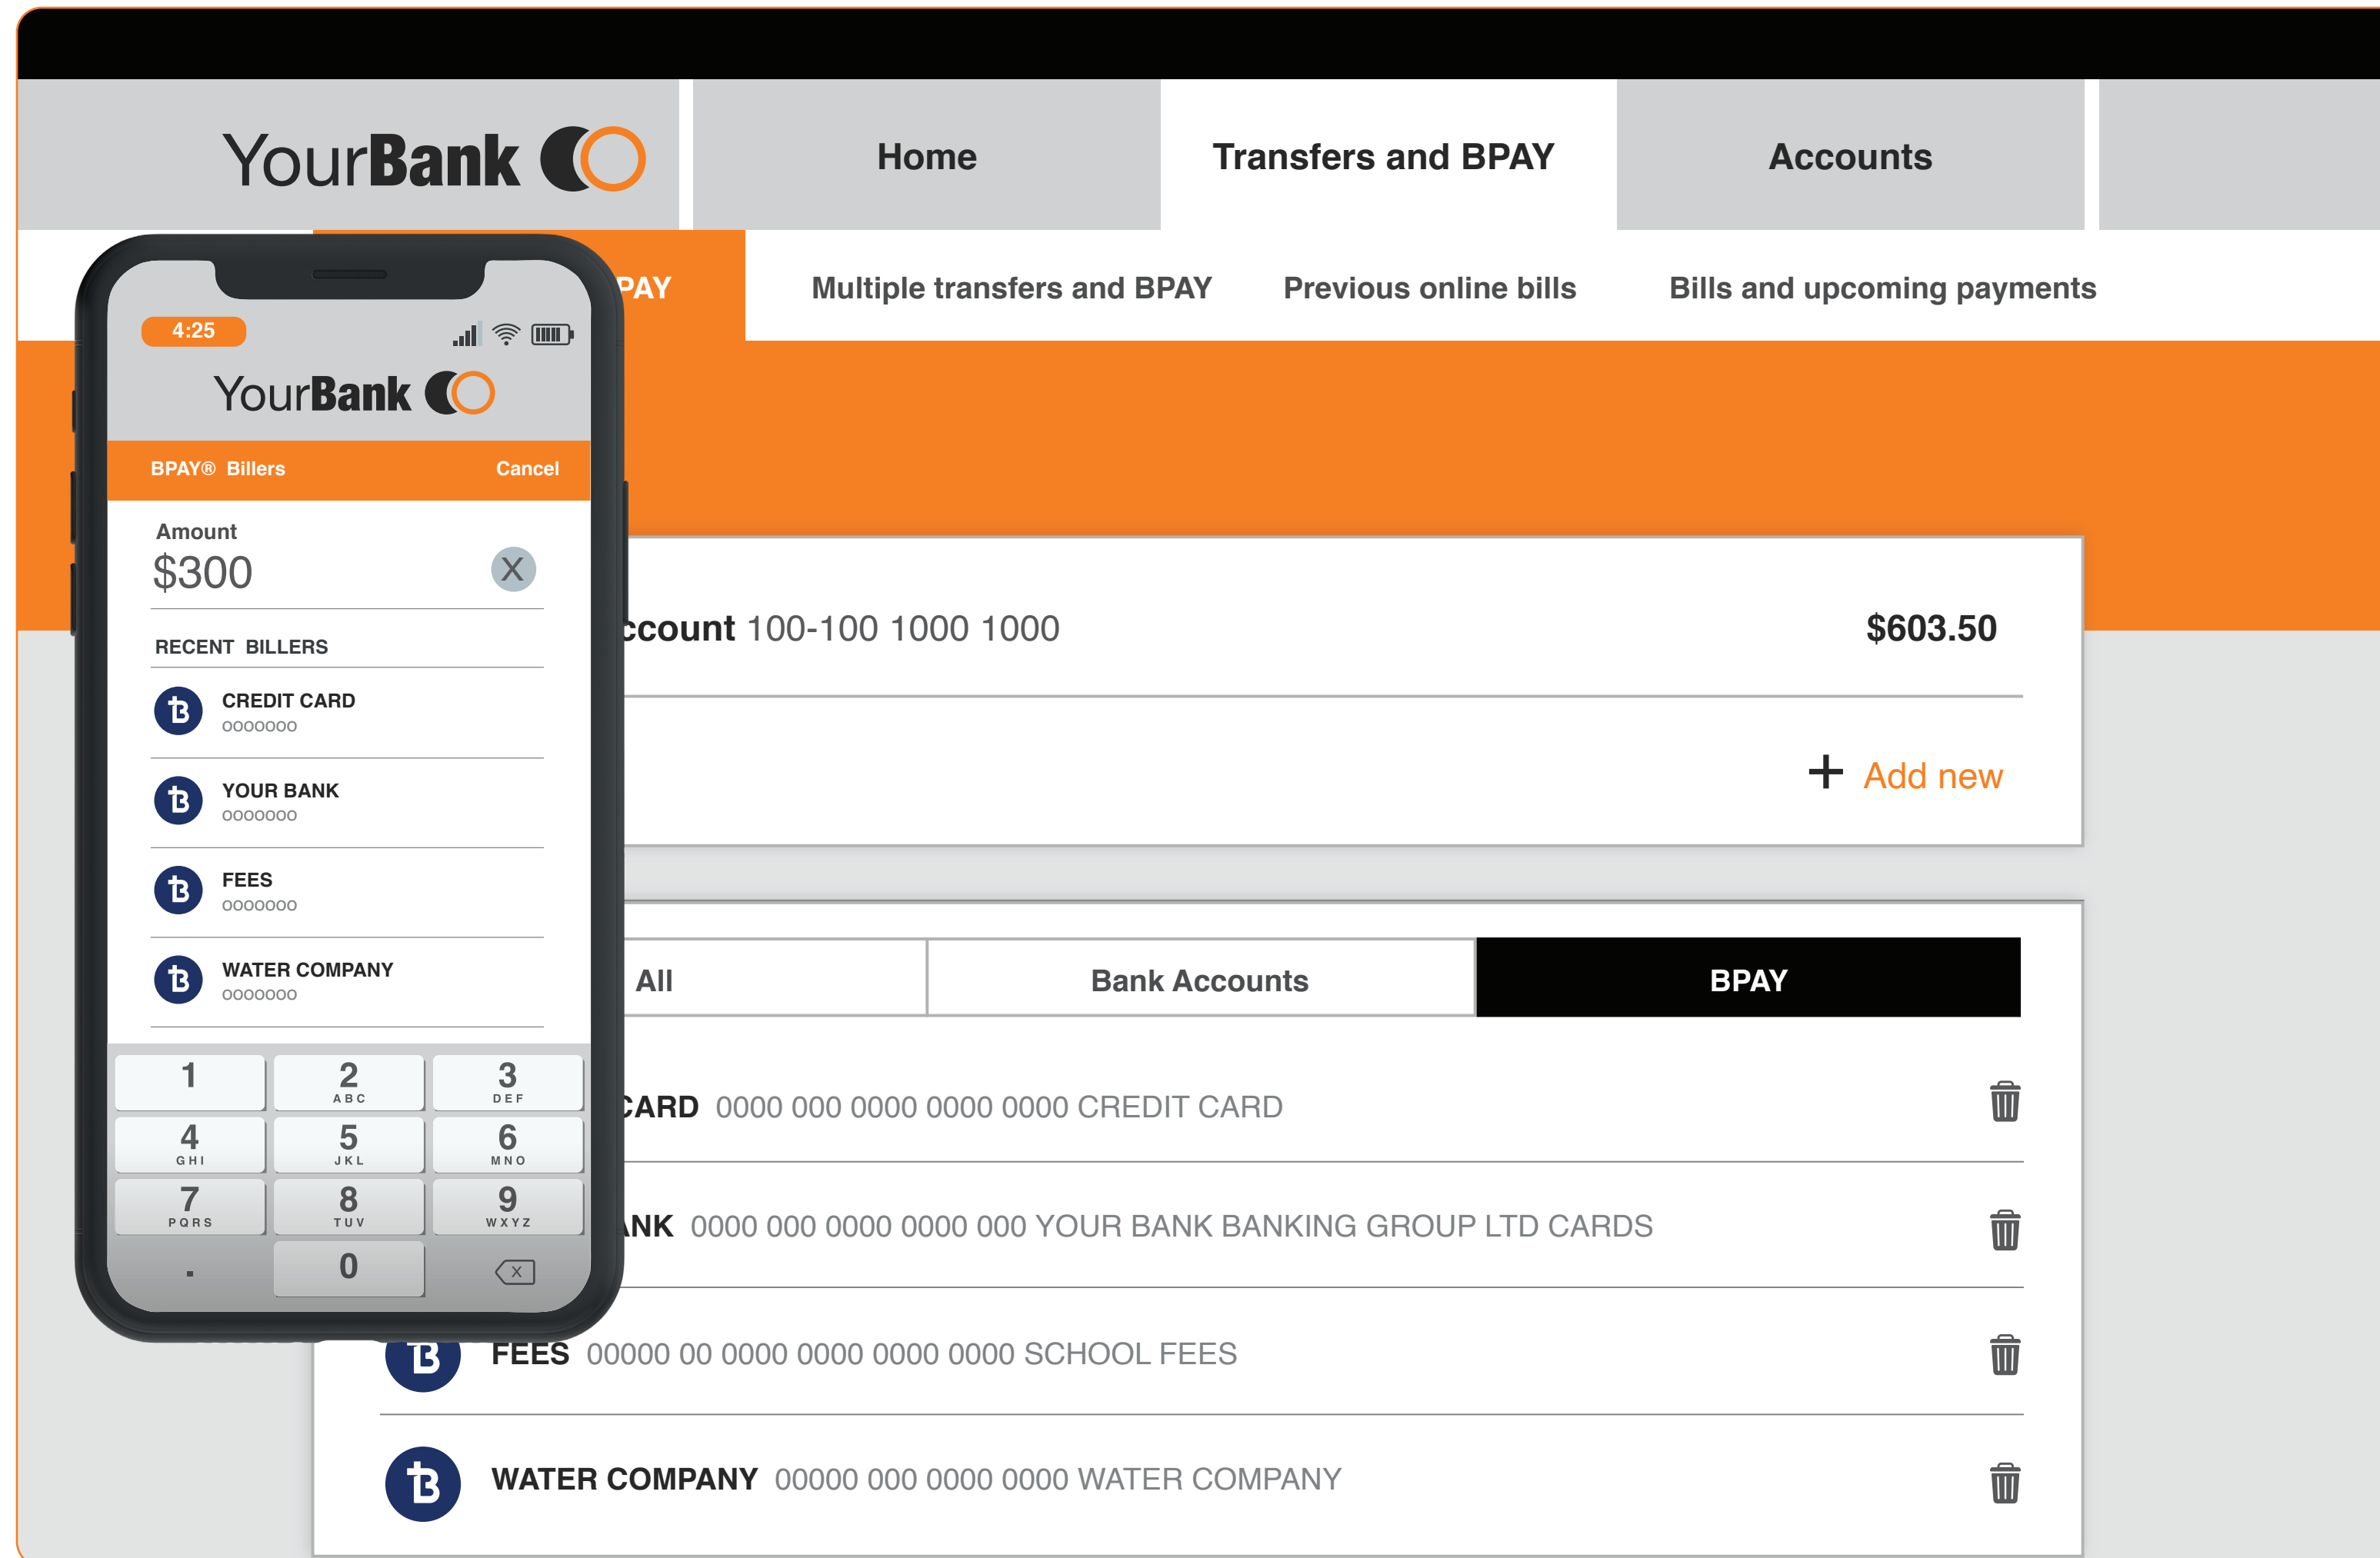 YourBank
Home
Transfers and BPAY
Accounts
PAY
Multiple transfers and BPAY
Previous online bills
Bills and upcoming payments
ccount 100-100 1000 1000
$603.50
+ Add new
All
Bank Accounts
BPAY
CARD 0000 000 0000 0000 0000 CREDIT CARD
ANK 0000 000 0000 0000 000 YOUR BANK BANKING GROUP LTD CARDS
FEES 00000 00 0000 0000 0000 0000 SCHOOL FEES
WATER COMPANY 00000 000 0000 0000 WATER COMPANY
4:25
YourBank
BPAY® Billers
Cancel
Amount
$300
X
RECENT BILLERS
CREDIT CARD
0000000
YOUR BANK
0000000
FEES
0000000
WATER COMPANY
0000000
1
2
3
ABC
DEF
4
5
6
GHI
JKL
MNO
7
8
9
PQRS
TUV
WXYZ
.
0
X